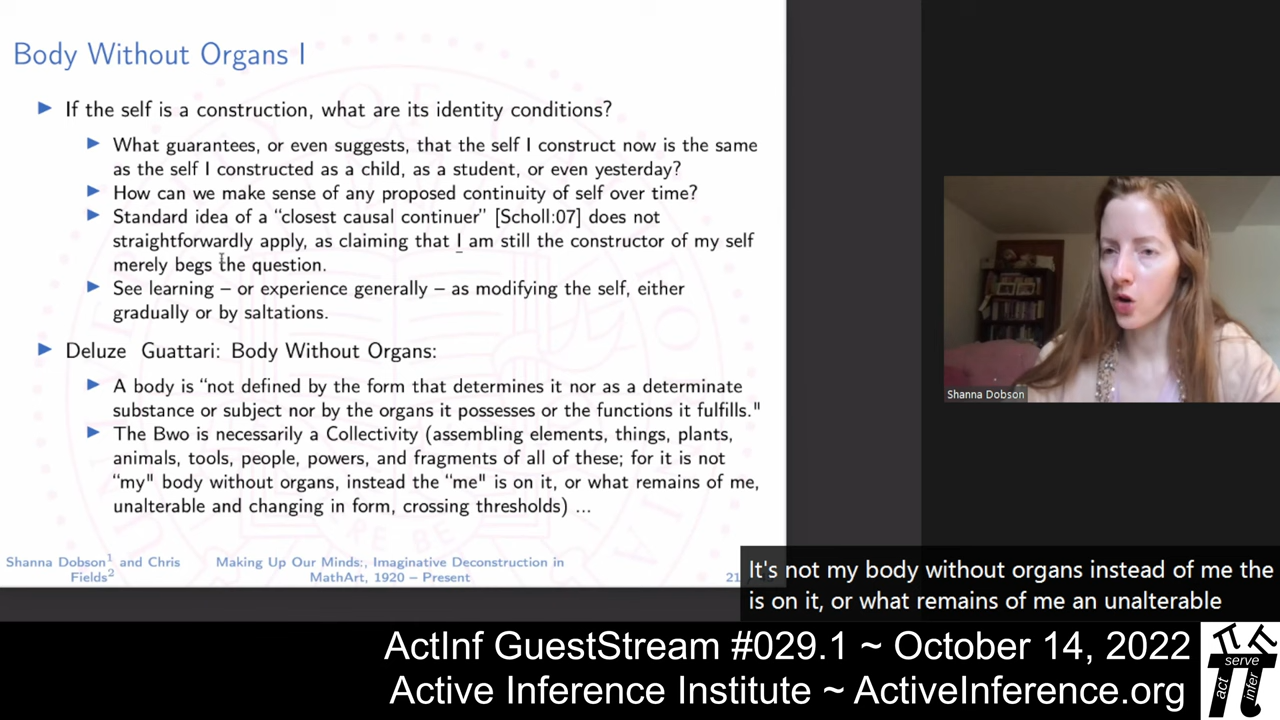 Body Without Organs I
If the self is a construction, what are its identity conditions?
What guarantees, or even suggests, that the self I construct now is the same
as the self I constructed as a child, as a student, or even yesterday?
How can we make sense of any proposed continuity of self over time?
Standard idea of a "closest causal continuer" [Scholl:07] does not
straightforwardly apply, as claiming that I am still the constructor of my self
merely begs the question.
See learning – or experience generally – as modifying the self, either
gradually or by saltations.
Deluze Guattari: Body Without Organs:
A body is "not defined by the form that determines it nor as a determinate
substance or subject nor by the organs it possesses or the functions it fulfills."
The Bwo is necessarily a Collectivity (assembling elements, things, plants,
animals, tools, people, powers, and fragments of all of these; for it is not
"my" body without organs, instead the "me" is on it, or what remains of me,
unalterable and changing in form, crossing thresholds) ...
Shanna Dobson1 and Chris
Fields2
Making Up Our Minds:, Imaginative Deconstruction in
MathArt, 1920 – Present
21
Shanna Dobson
It's not my body without organs instead of me the
is on it, or what remains of me an unalterable
ActInf GuestStream #029.1 ~ October 14, 2022
Active Inference Institute ~ ActiveInference.org
serve
act
infer